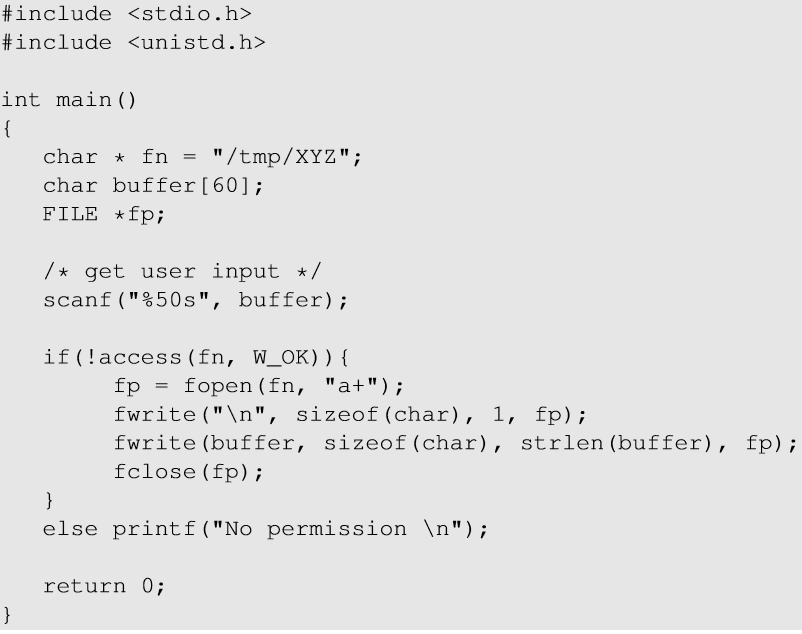 #include <stdio.h>
#include <unistd.h>
int main()
{
char * fn = "/tmp/XYZ";
char buffer[60];
FILE *fp;
/* get user input */
scanf("%50s", buffer);
if(!access(fn, W_OK)){
fp = fopen(fn, "a+");
fwrite("\n", sizeof(char), 1, fp);
fwrite(buffer, sizeof(char), strlen(buffer), fp);
fclose(fp);
}
else printf("No permission \n");
return 0;
}